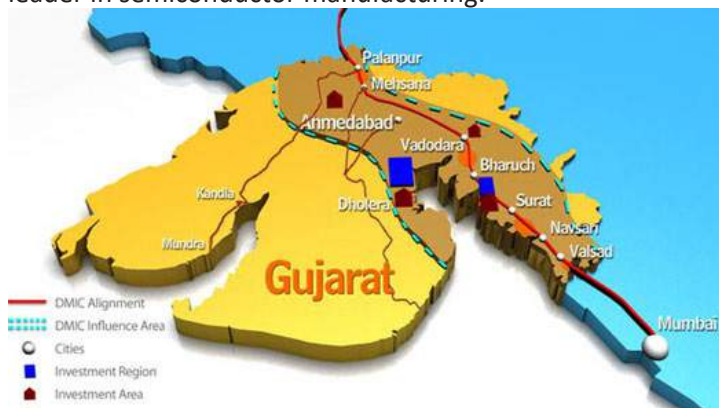 leader in semiconductor manufacturing.
Palanpur
Mehsana
Ahmedabad
Vadodara
Bharuch
Kandla
Dholera
Surat
Mundra
Navsari
Valsad
Gujarat
Mumbai
DMIC Alignment
DMIC Influence Area
Cities
Investment Region
Investment Area